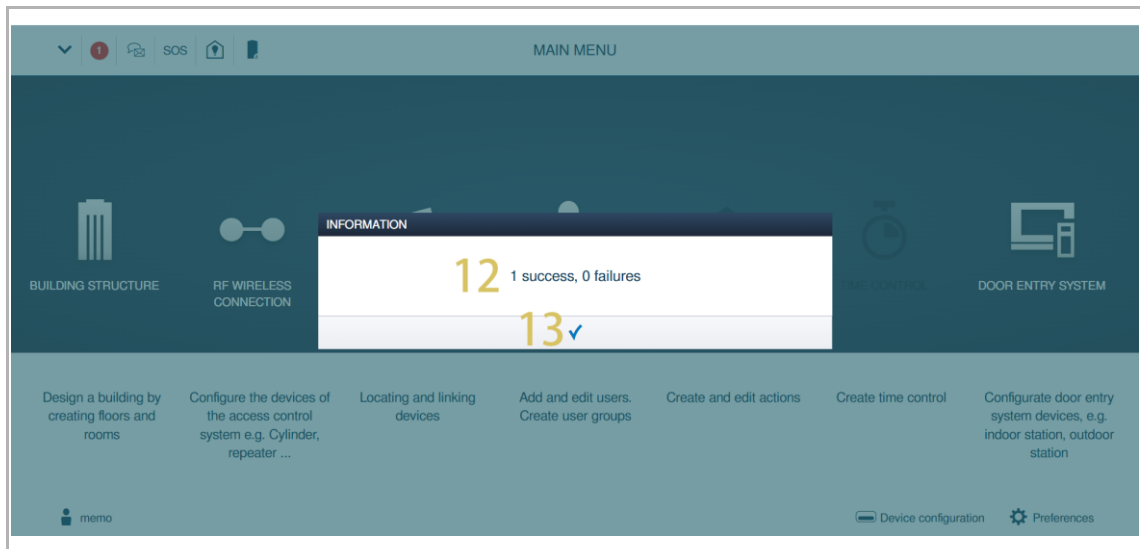 1
SOS
MAIN MENU
INFORMATION
12 1 success, 0 failures
13
BUILDING STRUCTURE
RF WIRELESS
CONNECTION
TIME CONTROL
DOOR ENTRY SYSTEM
Design a building by
creating floors and
rooms
Configure the devices of
the access control
system e.g. Cylinder,
repeater ...
Locating and linking
devices
Add and edit users.
Create user groups
Create and edit actions
Create time control
Configurate door entry
system devices, e.g.
indoor station, outdoor
station
memo
Device configuration
Preferences